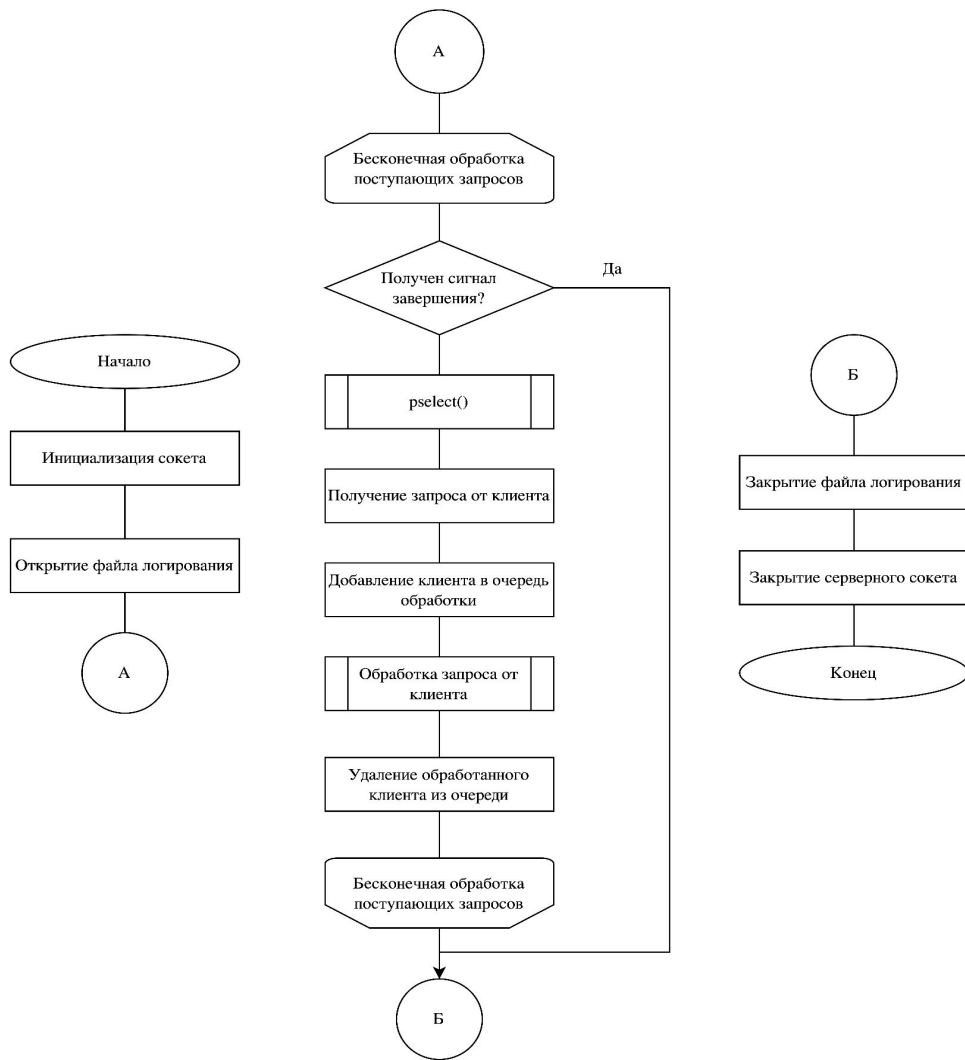 Начало
Инициализация сокета
Открытие файла логирования
А
А
Бесконечная обработка
поступающих запросов
Получен сигнал
завершения?
Да
pselect()
Получение запроса от клиента
Добавление клиента в очередь
обработки
Обработка запроса от
клиента
Удаление обработанного
клиента из очереди
Бесконечная обработка
поступающих запросов
Б
Б
Закрытие файла логирования
Закрытие серверного сокета
Конец